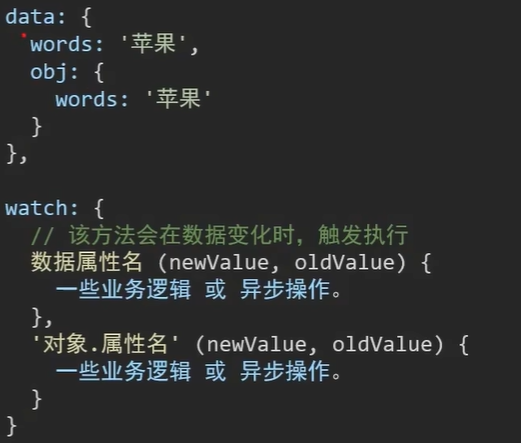 data: {
  words: '苹果',
  obj: {
    words: '苹果'
  }
},
watch: {
  // 该方法会在数据变化时，触发执行
  数据属性名 (newValue, oldValue) {
    一些业务逻辑 或 异步操作。
  },
  '对象.属性名' (newValue, oldValue) {
    一些业务逻辑 或 异步操作。
  }
}